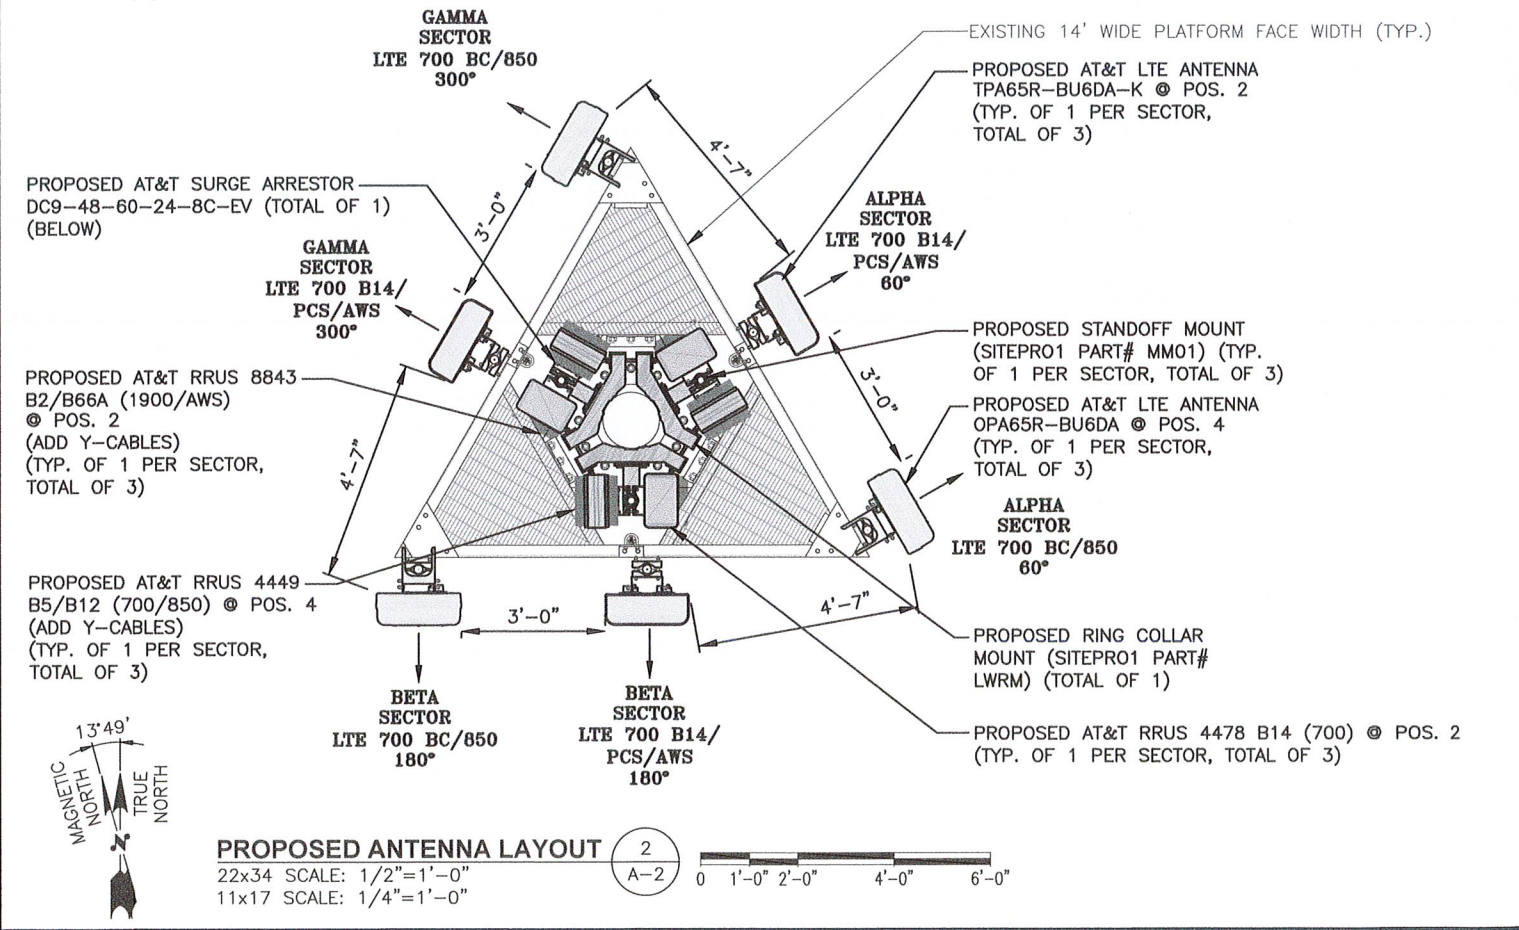 GAMMA
SECTOR
LTE 700 BC/850
300°
EXISTING 14' WIDE PLATFORM FACE WIDTH (TYP.)
PROPOSED AT&T LTE ANTENNA
TPA65R-BU6DA-K @ POS. 2
(TYP. OF 1 PER SECTOR,
TOTAL OF 3)
4'-7"
PROPOSED AT&T SURGE ARRESTOR
DC9-48-60-24-8C-EV (TOTAL OF 1)
(BELOW)
3'-0"
ALPHA
SECTOR
LTE 700 B14/
PCS/AWS
60°
GAMMA
SECTOR
LTE 700 B14/
PCS/AWS
300°
PROPOSED STANDOFF MOUNT
(SITEPRO1 PART# MM01) (TYP.
OF 1 PER SECTOR, TOTAL OF 3)
PROPOSED AT&T RRUS 8843
B2/B66A (1900/AWS)
@ POS. 2
(ADD Y-CABLES)
(TYP. OF 1 PER SECTOR,
TOTAL OF 3)
3'-0"
PROPOSED AT&T LTE ANTENNA
OPA65R-BU6DA @ POS. 4
(TYP. OF 1 PER SECTOR,
TOTAL OF 3)
4'-7"
ALPHA
SECTOR
LTE 700 BC/850
60°
PROPOSED AT&T RRUS 4449
B5/B12 (700/850) @ POS. 4
(ADD Y-CABLES)
(TYP. OF 1 PER SECTOR,
TOTAL OF 3)
3'-0"
4'-7"
PROPOSED RING COLLAR
MOUNT (SITEPRO1 PART#
LWRM) (TOTAL OF 1)
BETA
SECTOR
LTE 700 BC/850
180°
BETA
SECTOR
LTE 700 B14/
PCS/AWS
180°
PROPOSED AT&T RRUS 4478 B14 (700) @ POS. 2
(TYP. OF 1 PER SECTOR, TOTAL OF 3)
13°49'
MAGNETIC
NORTH
TRUE
NORTH
N
PROPOSED ANTENNA LAYOUT
22x34 SCALE: 1/2"=1'-0"
11x17 SCALE: 1/4"=1'-0"
2
A-2
0 1'-0" 2'-0" 4'-0" 6'-0"